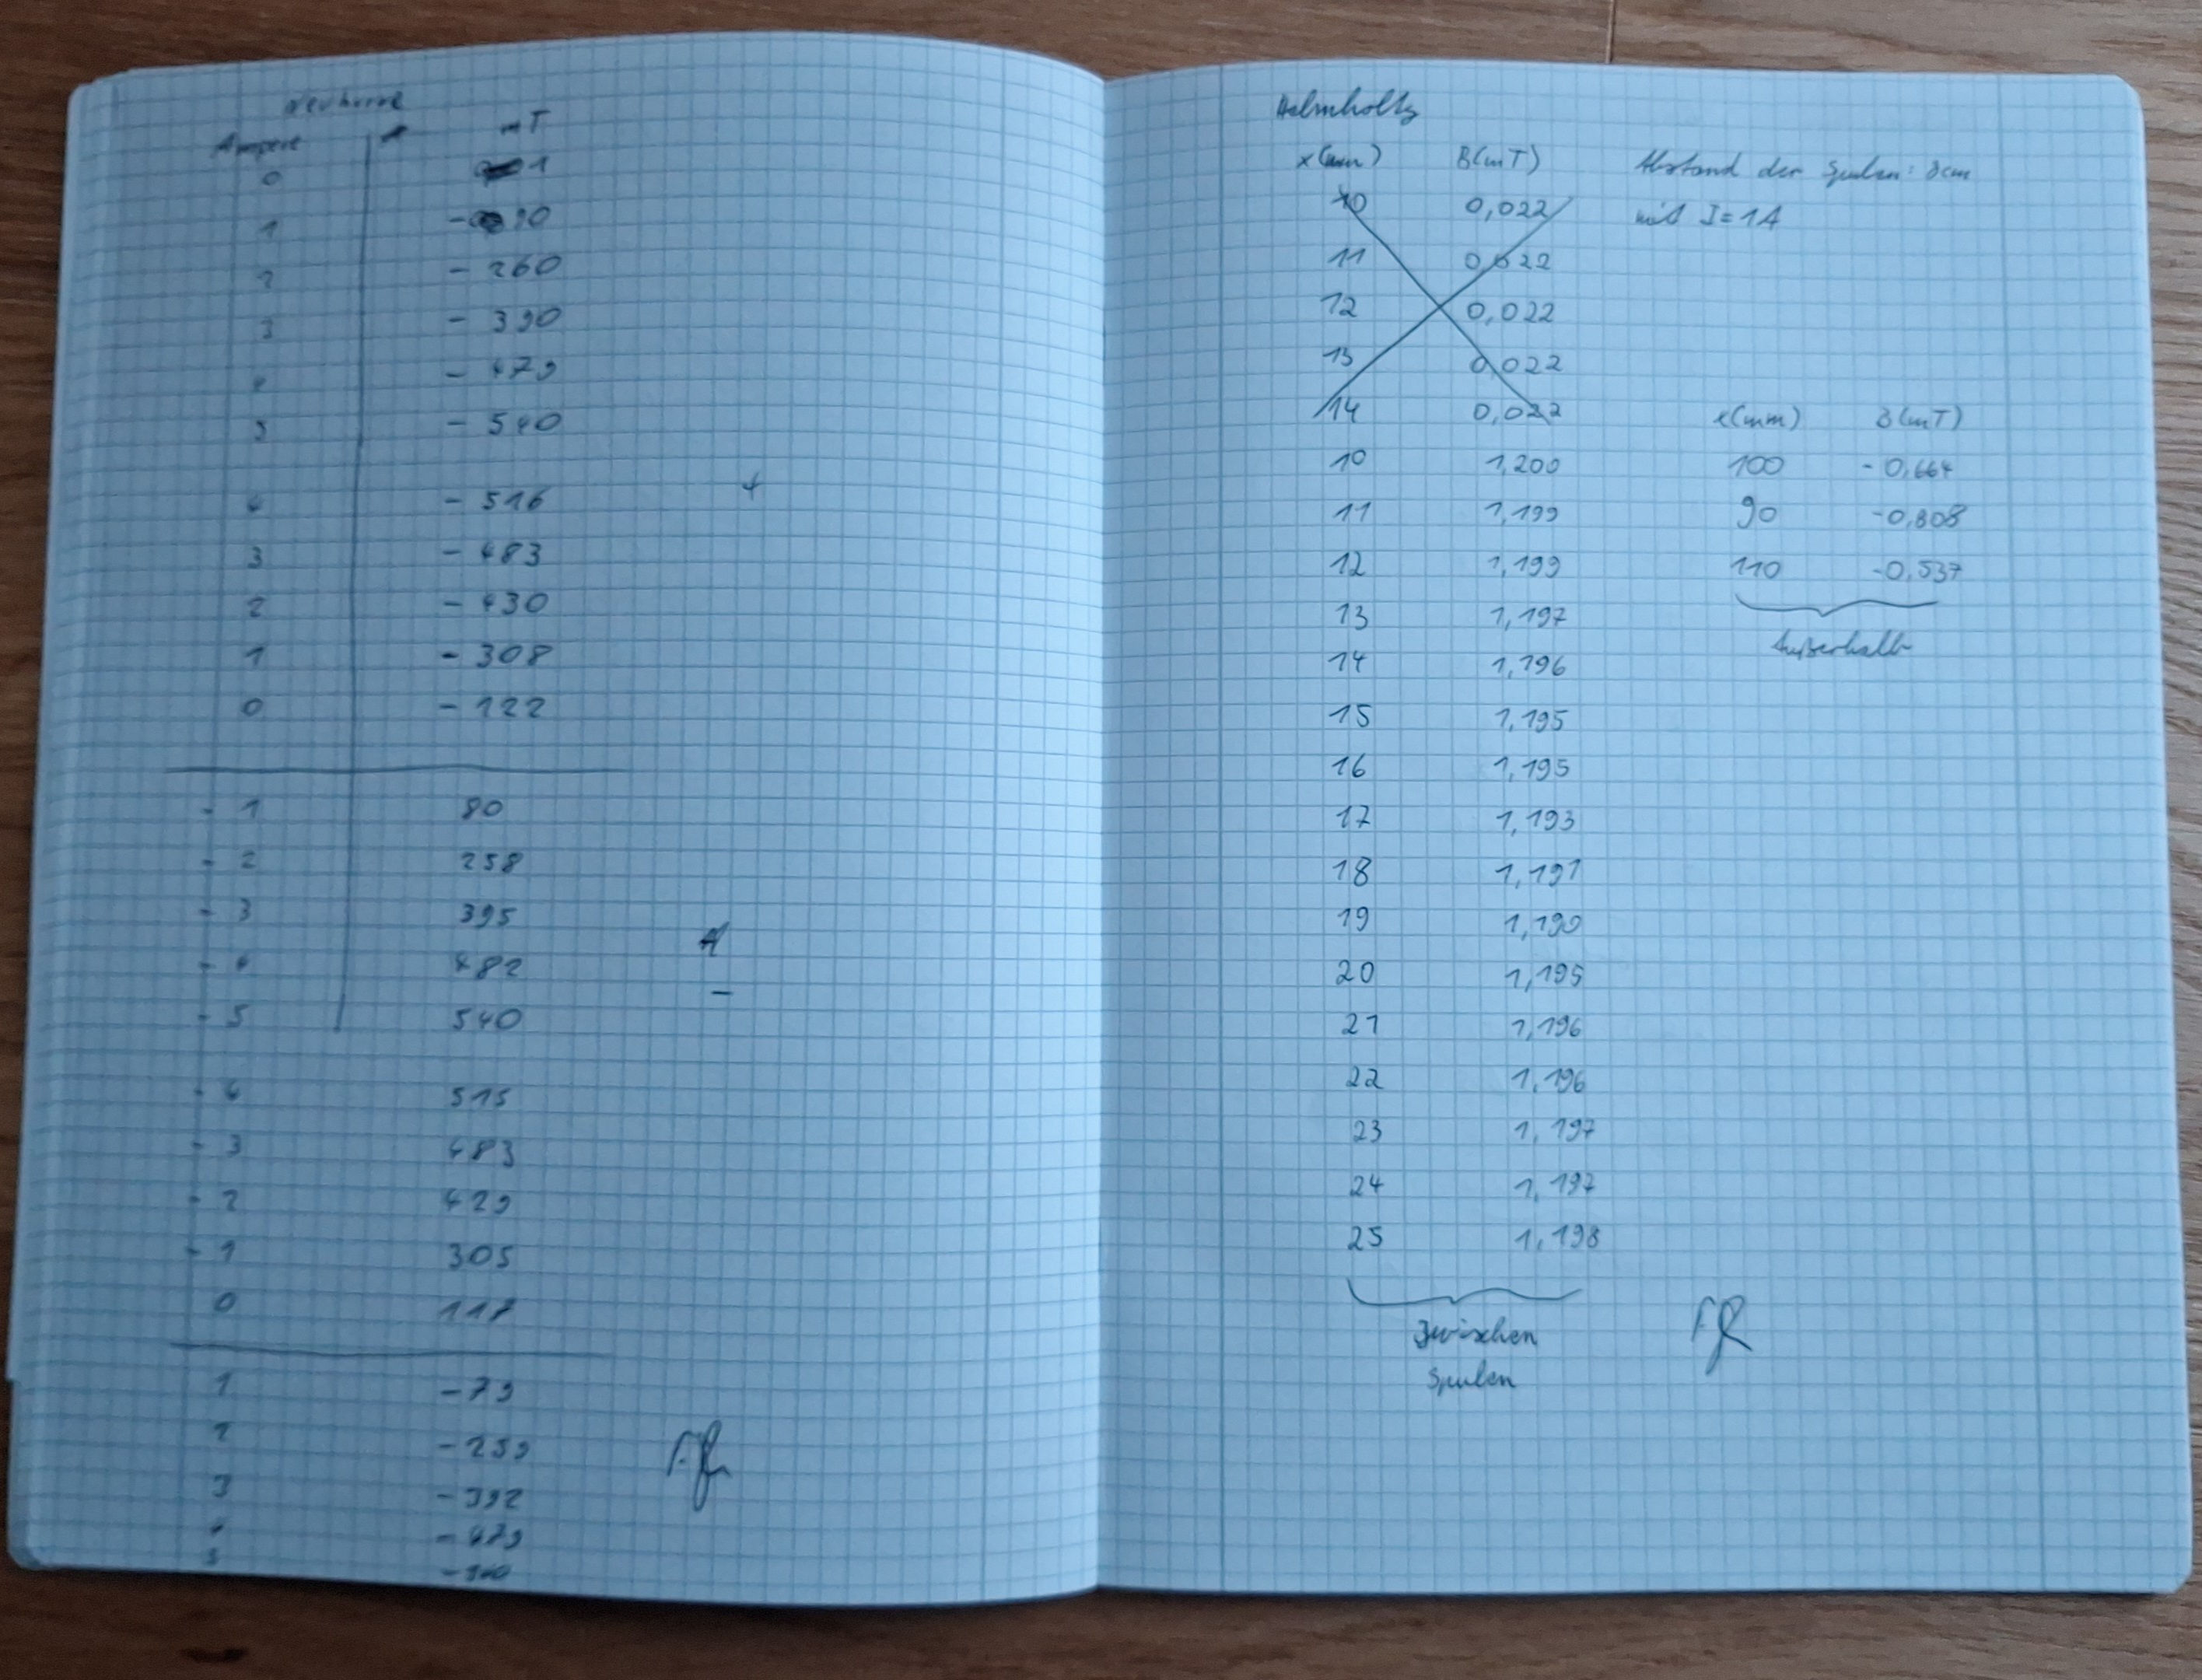 Neukurve
Ampere mT
0 1
1 - 90
2 - 260
3 - 390
4 - 479
5 - 540
4 - 516 +
3 - 483
2 - 430
1 - 308
0 - 122
- 1 80
- 2 258
- 3 395
- 4 482
-
- 5 540
- 4 515
- 3 483
- 2 429
- 1 305
0 117
1 - 79
2 - 259
3 - 392
4 - 479
5 - 540
Helmholtz
x(mm) B(mT) Abstand der Spulen: 8cm
10 0,022 mit I=1A
11 0,022
12 0,022
13 0,022
14 0,022 x(mm) B(mT)
10 1,200 100 - 0,664
11 1,199 90 -0,808
12 1,199 110 -0,537
13 1,197
14 1,196 Außerhalb
15 1,195
16 1,195
17 1,193
18 1,191
19 1,190
20 1,195
21 1,196
22 1,196
23 1,197
24 1,197
25 1,198
Zwischen
Spulen